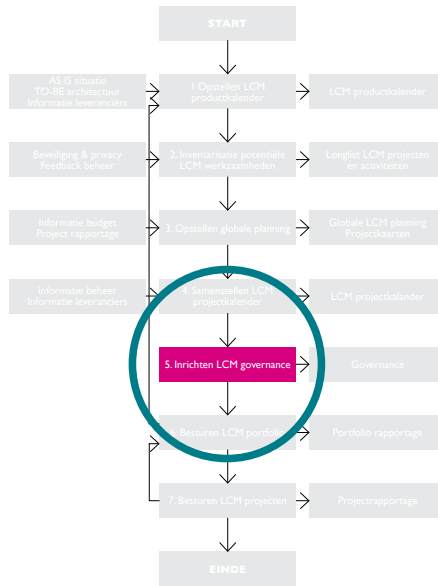 START
AS IS situatie
TO-BE architectuur
Informatie leveranciers
1.Opstellen LCM
productkalender
LCM productkalender
Beveiliging & privacy
Feedback beheer
2. Inventarisatie potentiële
LCM werkzaamheden
Longlist LCM projecten
en activiteiten
Informatie budget
Project rapportage
3. Opstellen globale planning
Globale LCM planning
Projectkaarten
Informatie beheer
Informatie leveranciers
4. Samenstellen LCM
projectkalender
LCM projectkalander
5. Inrichten LCM governance
Governance
6. Besturen LCM portfolio
Portfolio rapportage
7. Besturen LCM projecten
Projectrapportage
EINDE